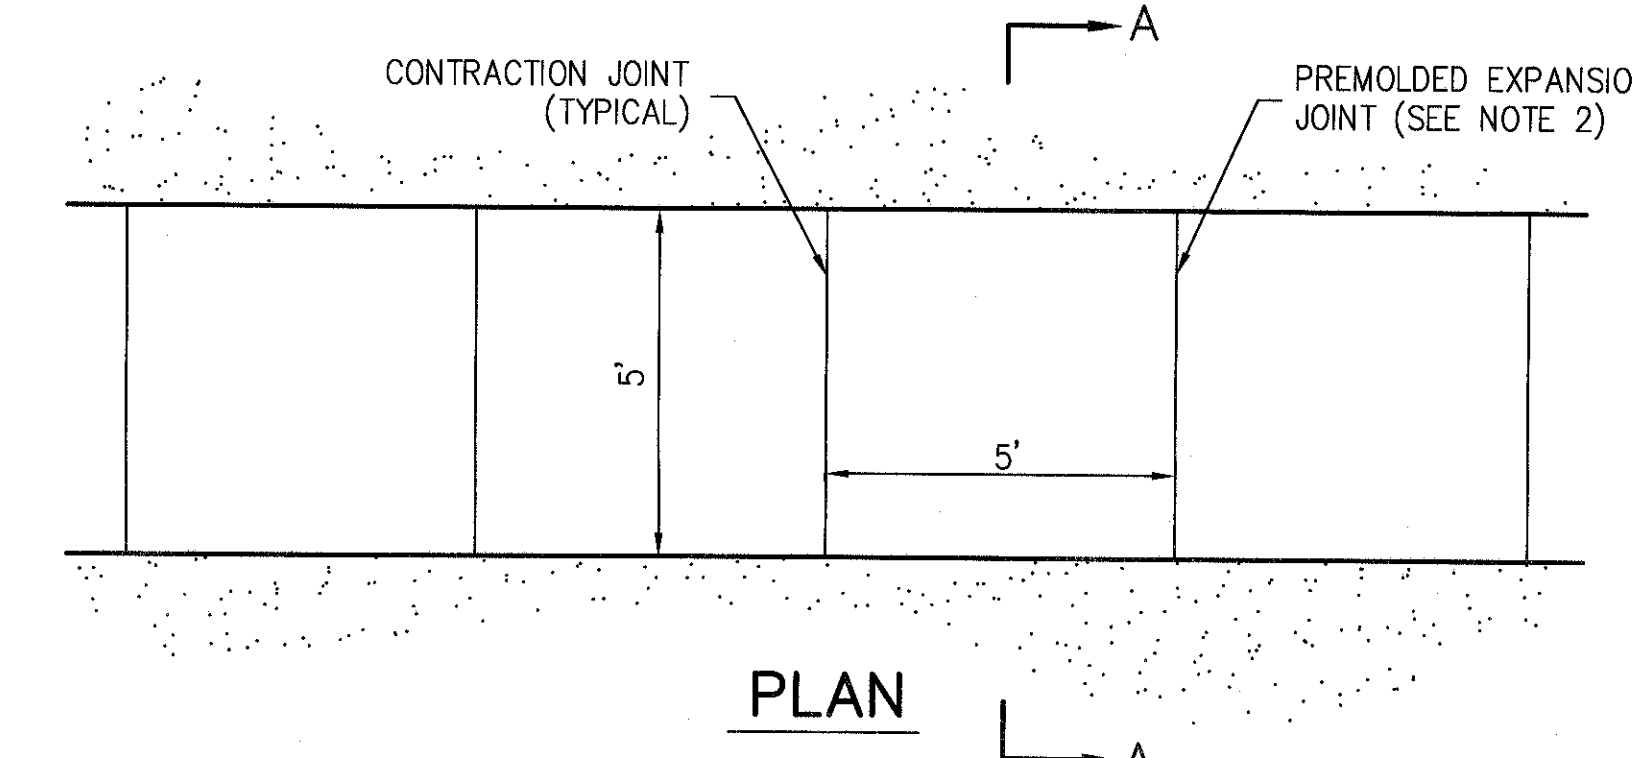 A
CONTRACTION JOINT
(TYPICAL)
PREMOLDED EXPANSIO
JOINT (SEE NOTE 2)
5'
5'
PLAN
A